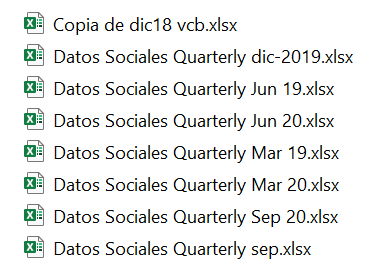 Copia de dic18 vcb.xlsx
Datos Sociales Quarterly dic-2019.xlsx
Datos Sociales Quarterly Jun 19.xlsx
Datos Sociales Quarterly Jun 20.xlsx
Datos Sociales Quarterly Mar 19.xlsx
Datos Sociales Quarterly Mar 20.xlsx
Datos Sociales Quarterly Sep 20.xlsx
Datos Sociales Quarterly sep.xlsx